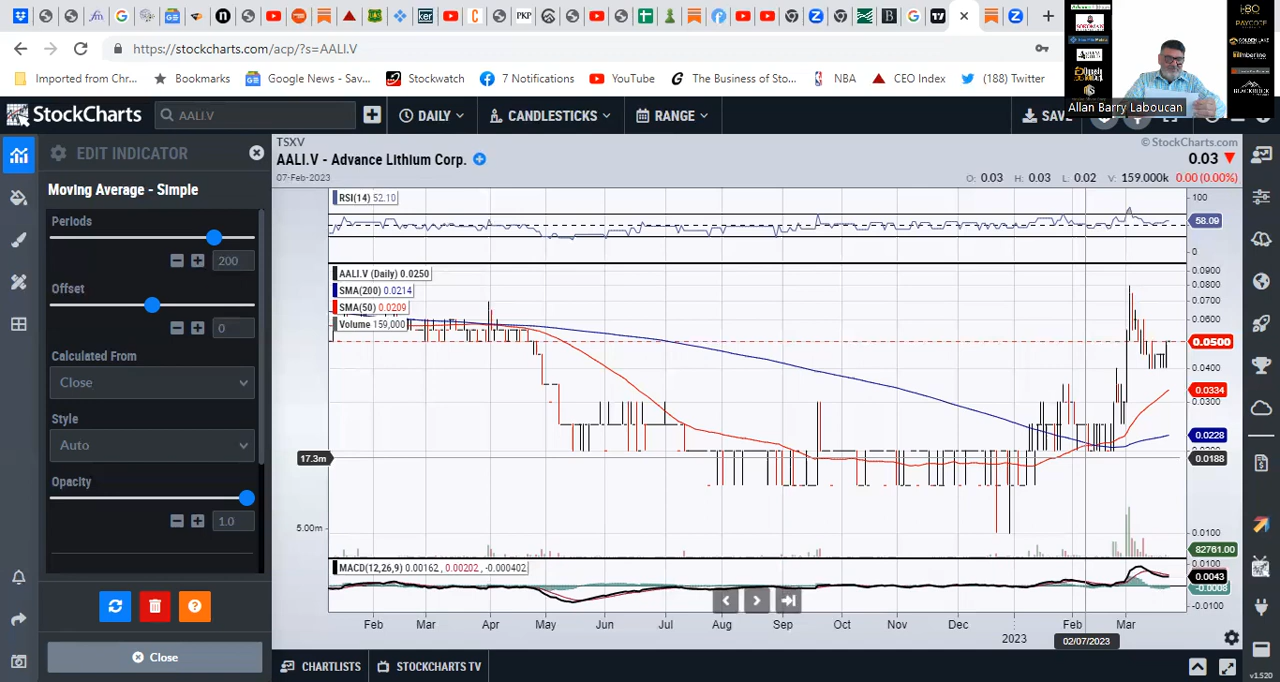 https://stockcharts.com/acp/?s=AALI.V
Imported from Chr...
Bookmarks
Google News - Sav...
Stockwatch
7 Notifications
YouTube
The Business of Sto...
NBA
CEO Index
(188) Twitter
Allan Barry Laboucan
StockCharts
AALI.V
DAILY
CANDLESTICKS
RANGE
SAVE
EDIT INDICATOR
Moving Average - Simple
Periods
200
Offset
0
Calculated From
Close
Style
Auto
Opacity
1.0
Close
TSXV
© StockCharts.com
AALI.V - Advance Lithium Corp.
0.03
07-Feb-2023
O: 0.03 H: 0.03 L: 0.02 V: 159.000k 0.00 (0.00%)
RSI(14) 52.10
100
58.09
0
AALI.V (Daily) 0.0250
SMA(200) 0.0214
SMA(50) 0.0209
Volume 159,000
0.0900
0.0800
0.0700
0.0600
0.0500
0.0400
0.0334
0.0300
0.0228
0.0188
17.3m
5.00m
0.0100
82761.00
MACD(12,26,9) 0.00162, 0.00202, -0.000402
0.0100
0.0043
-0.0008
-0.0100
Feb Mar Apr May Jun Jul Aug Sep Oct Nov Dec Feb Mar
2023
02/07/2023
CHARTLISTS
STOCKCHARTS TV
v1.520